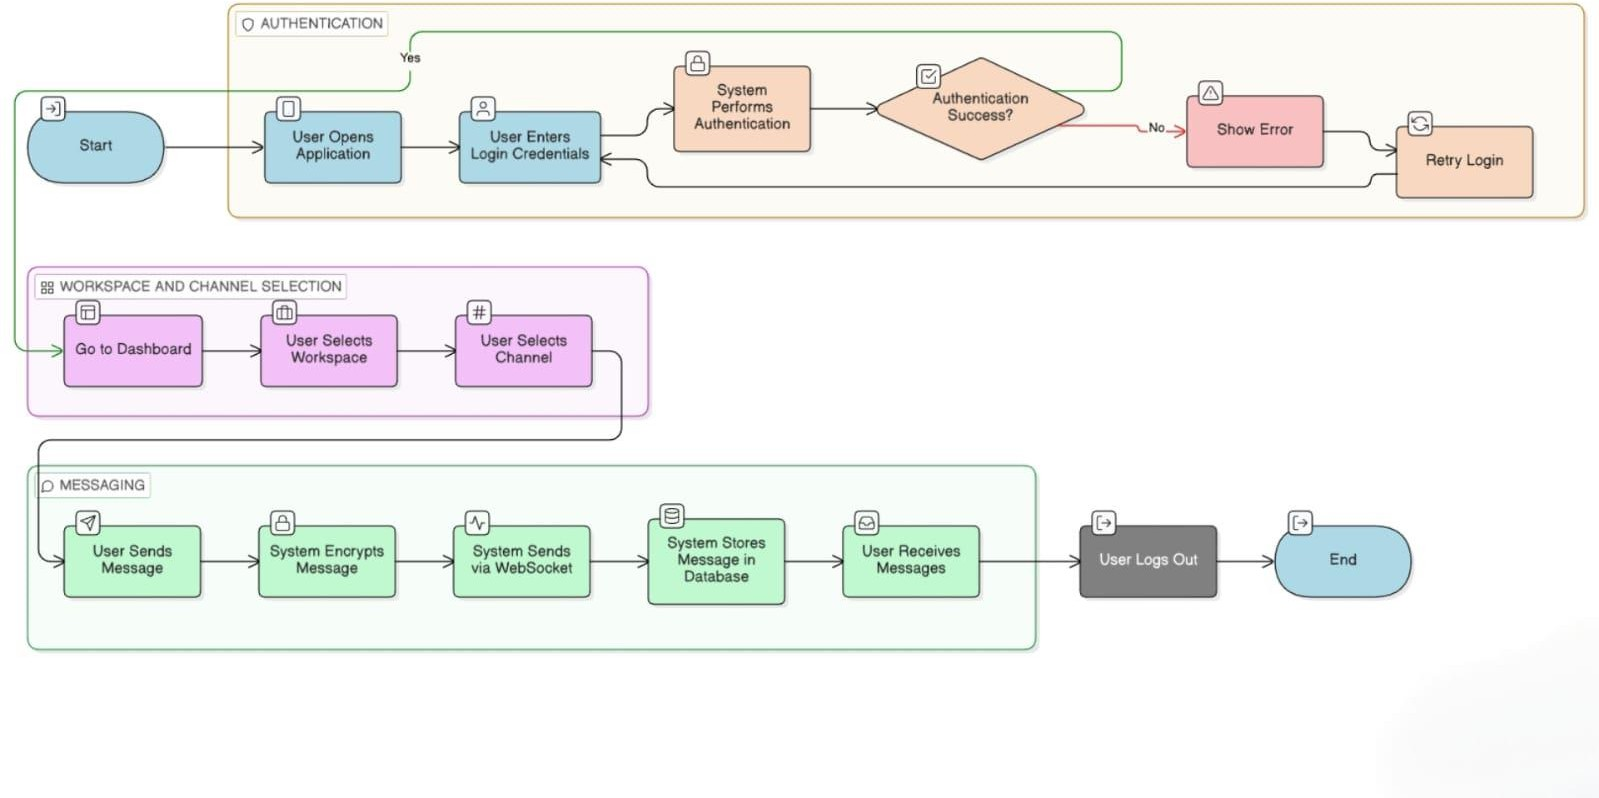 AUTHENTICATION
Yes
Start
User Opens
Application
User Enters
Login Credentials
System
Performs
Authentication
Authentication
Success?
No
Show Error
Retry Login
WORKSPACE AND CHANNEL SELECTION
Go to Dashboard
User Selects
Workspace
User Selects
Channel
MESSAGING
User Sends
Message
System Encrypts
Message
System Sends
via WebSocket
System Stores
Message in
Database
User Receives
Messages
User Logs Out
End